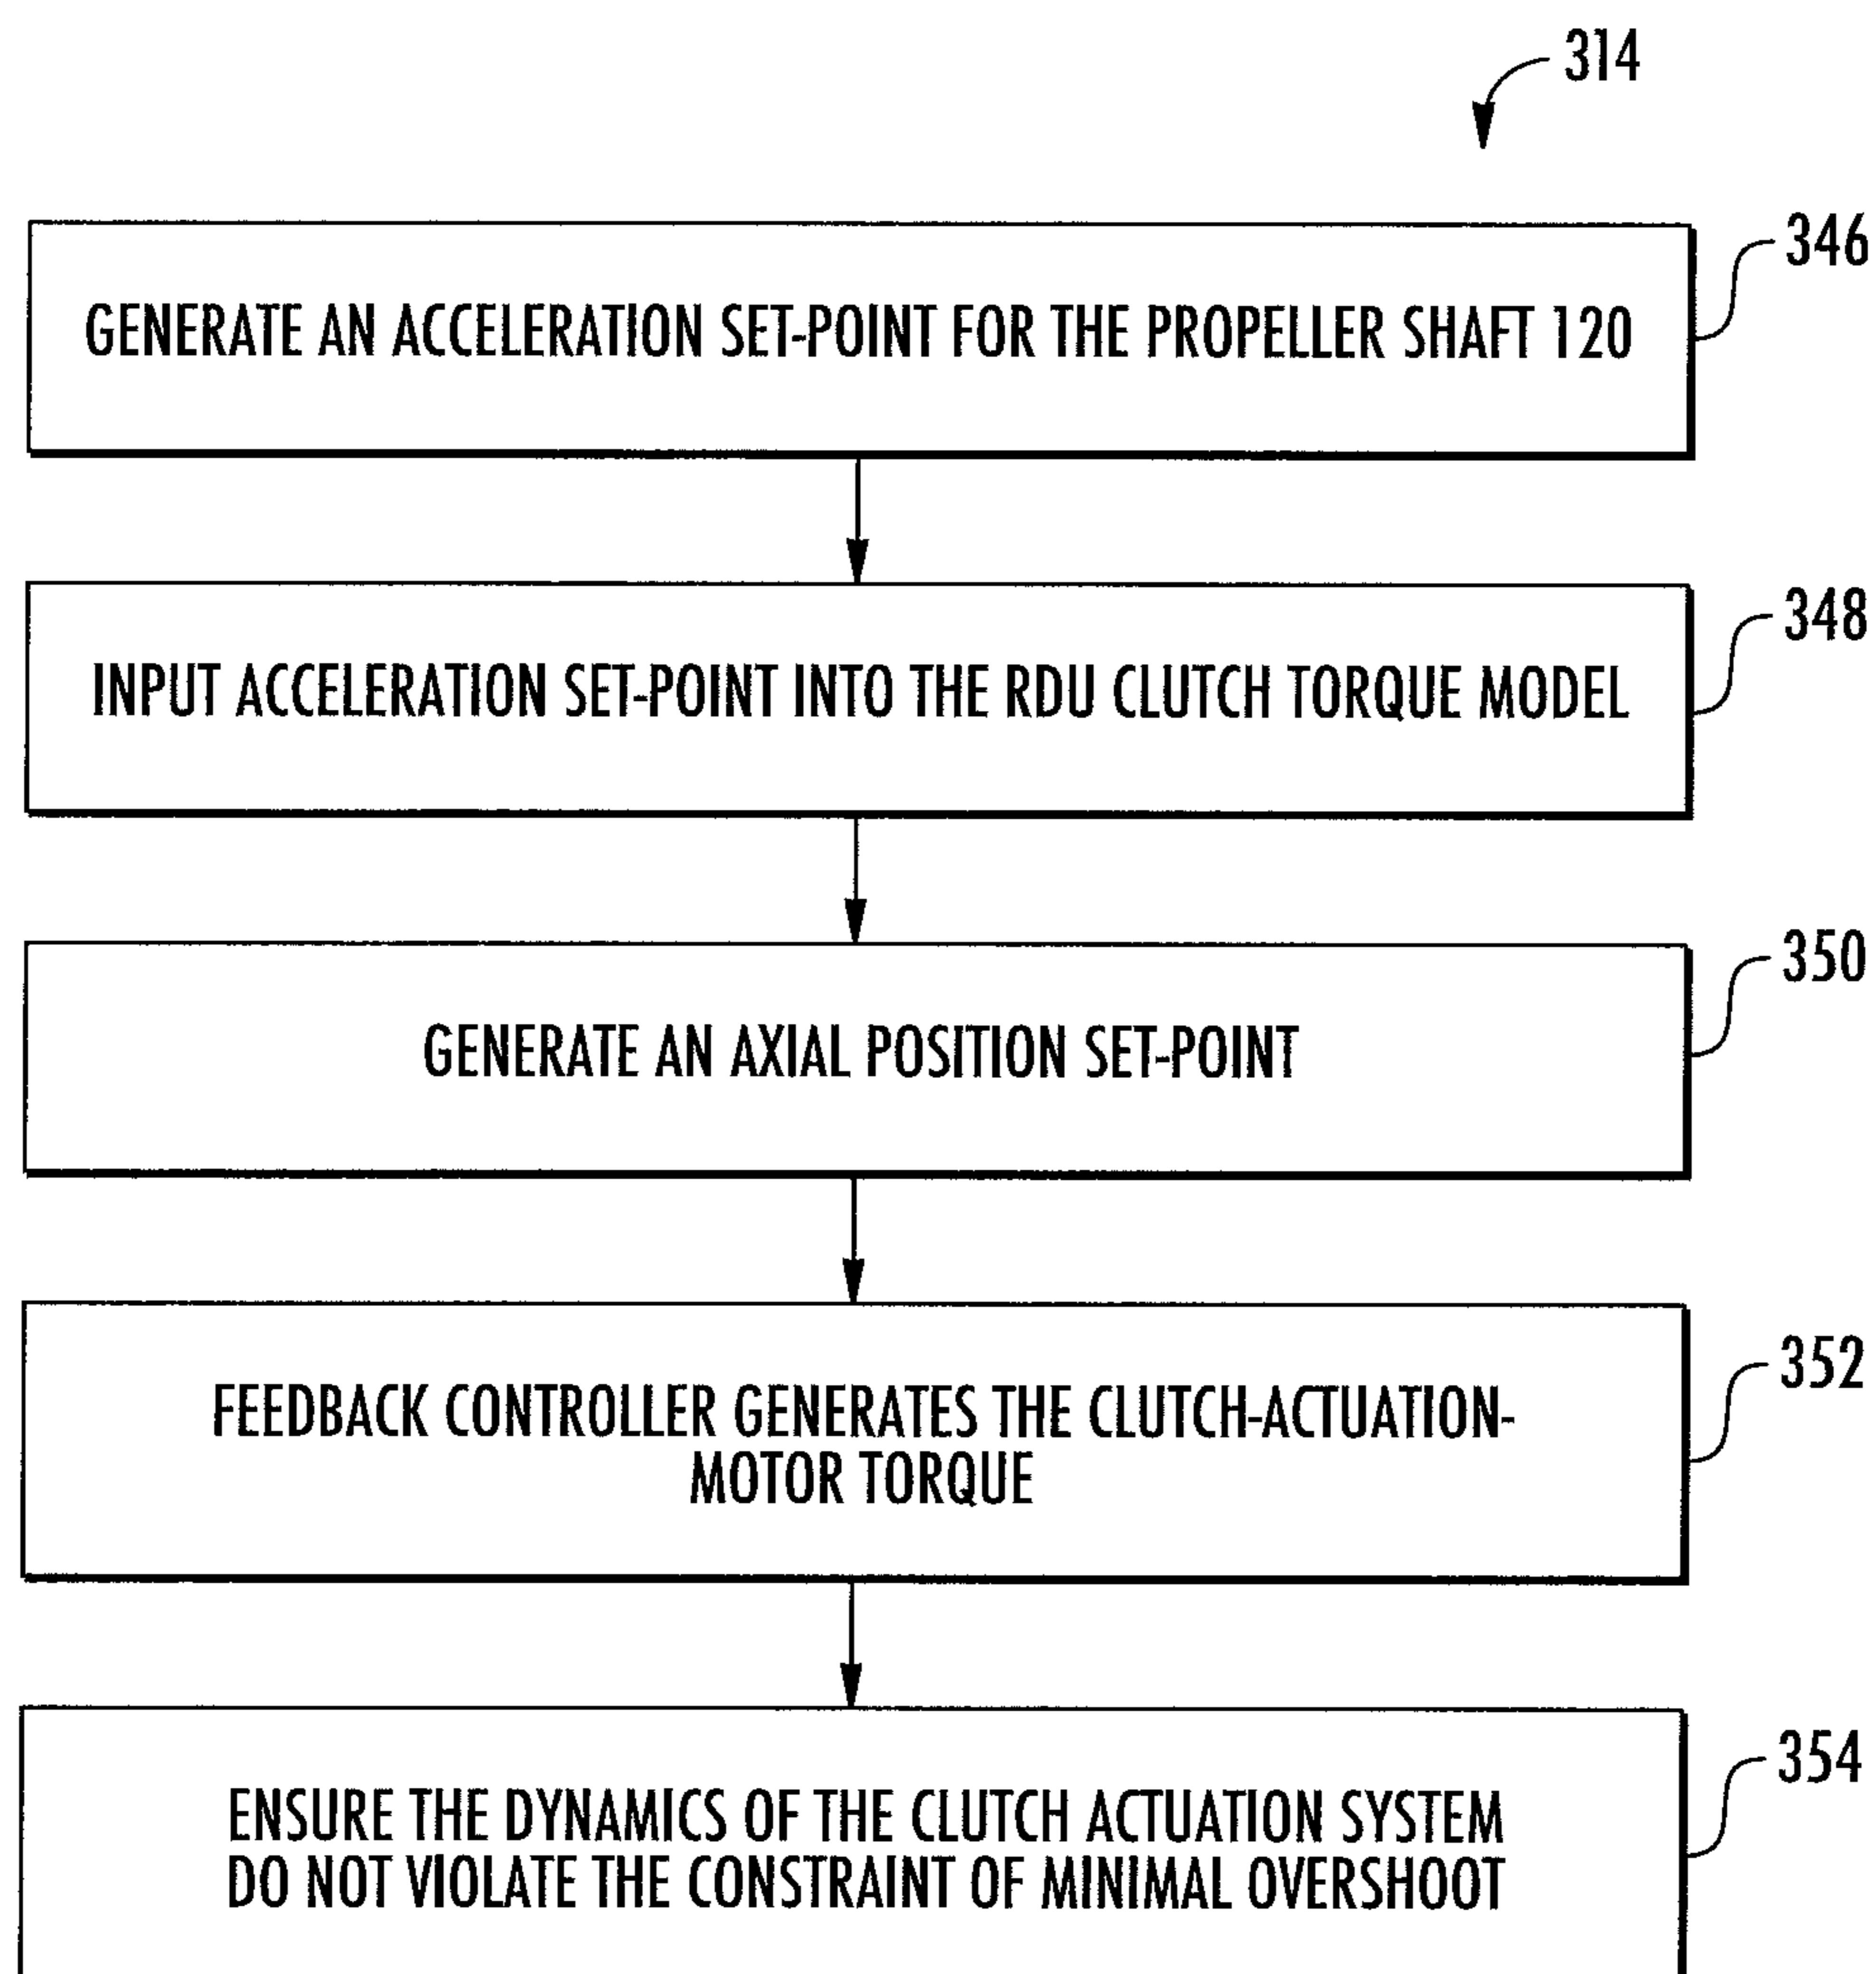 314
346
GENERATE AN ACCELERATION SET-POINT FOR THE PROPELLER SHAFT 120
348
INPUT ACCELERATION SET-POINT INTO THE RDU CLUTCH TORQUE MODEL
350
GENERATE AN AXIAL POSITION SET-POINT
352
FEEDBACK CONTROLLER GENERATES THE CLUTCH-ACTUATION-
MOTOR TORQUE
354
ENSURE THE DYNAMICS OF THE CLUTCH ACTUATION SYSTEM
DO NOT VIOLATE THE CONSTRAINT OF MINIMAL OVERSHOOT